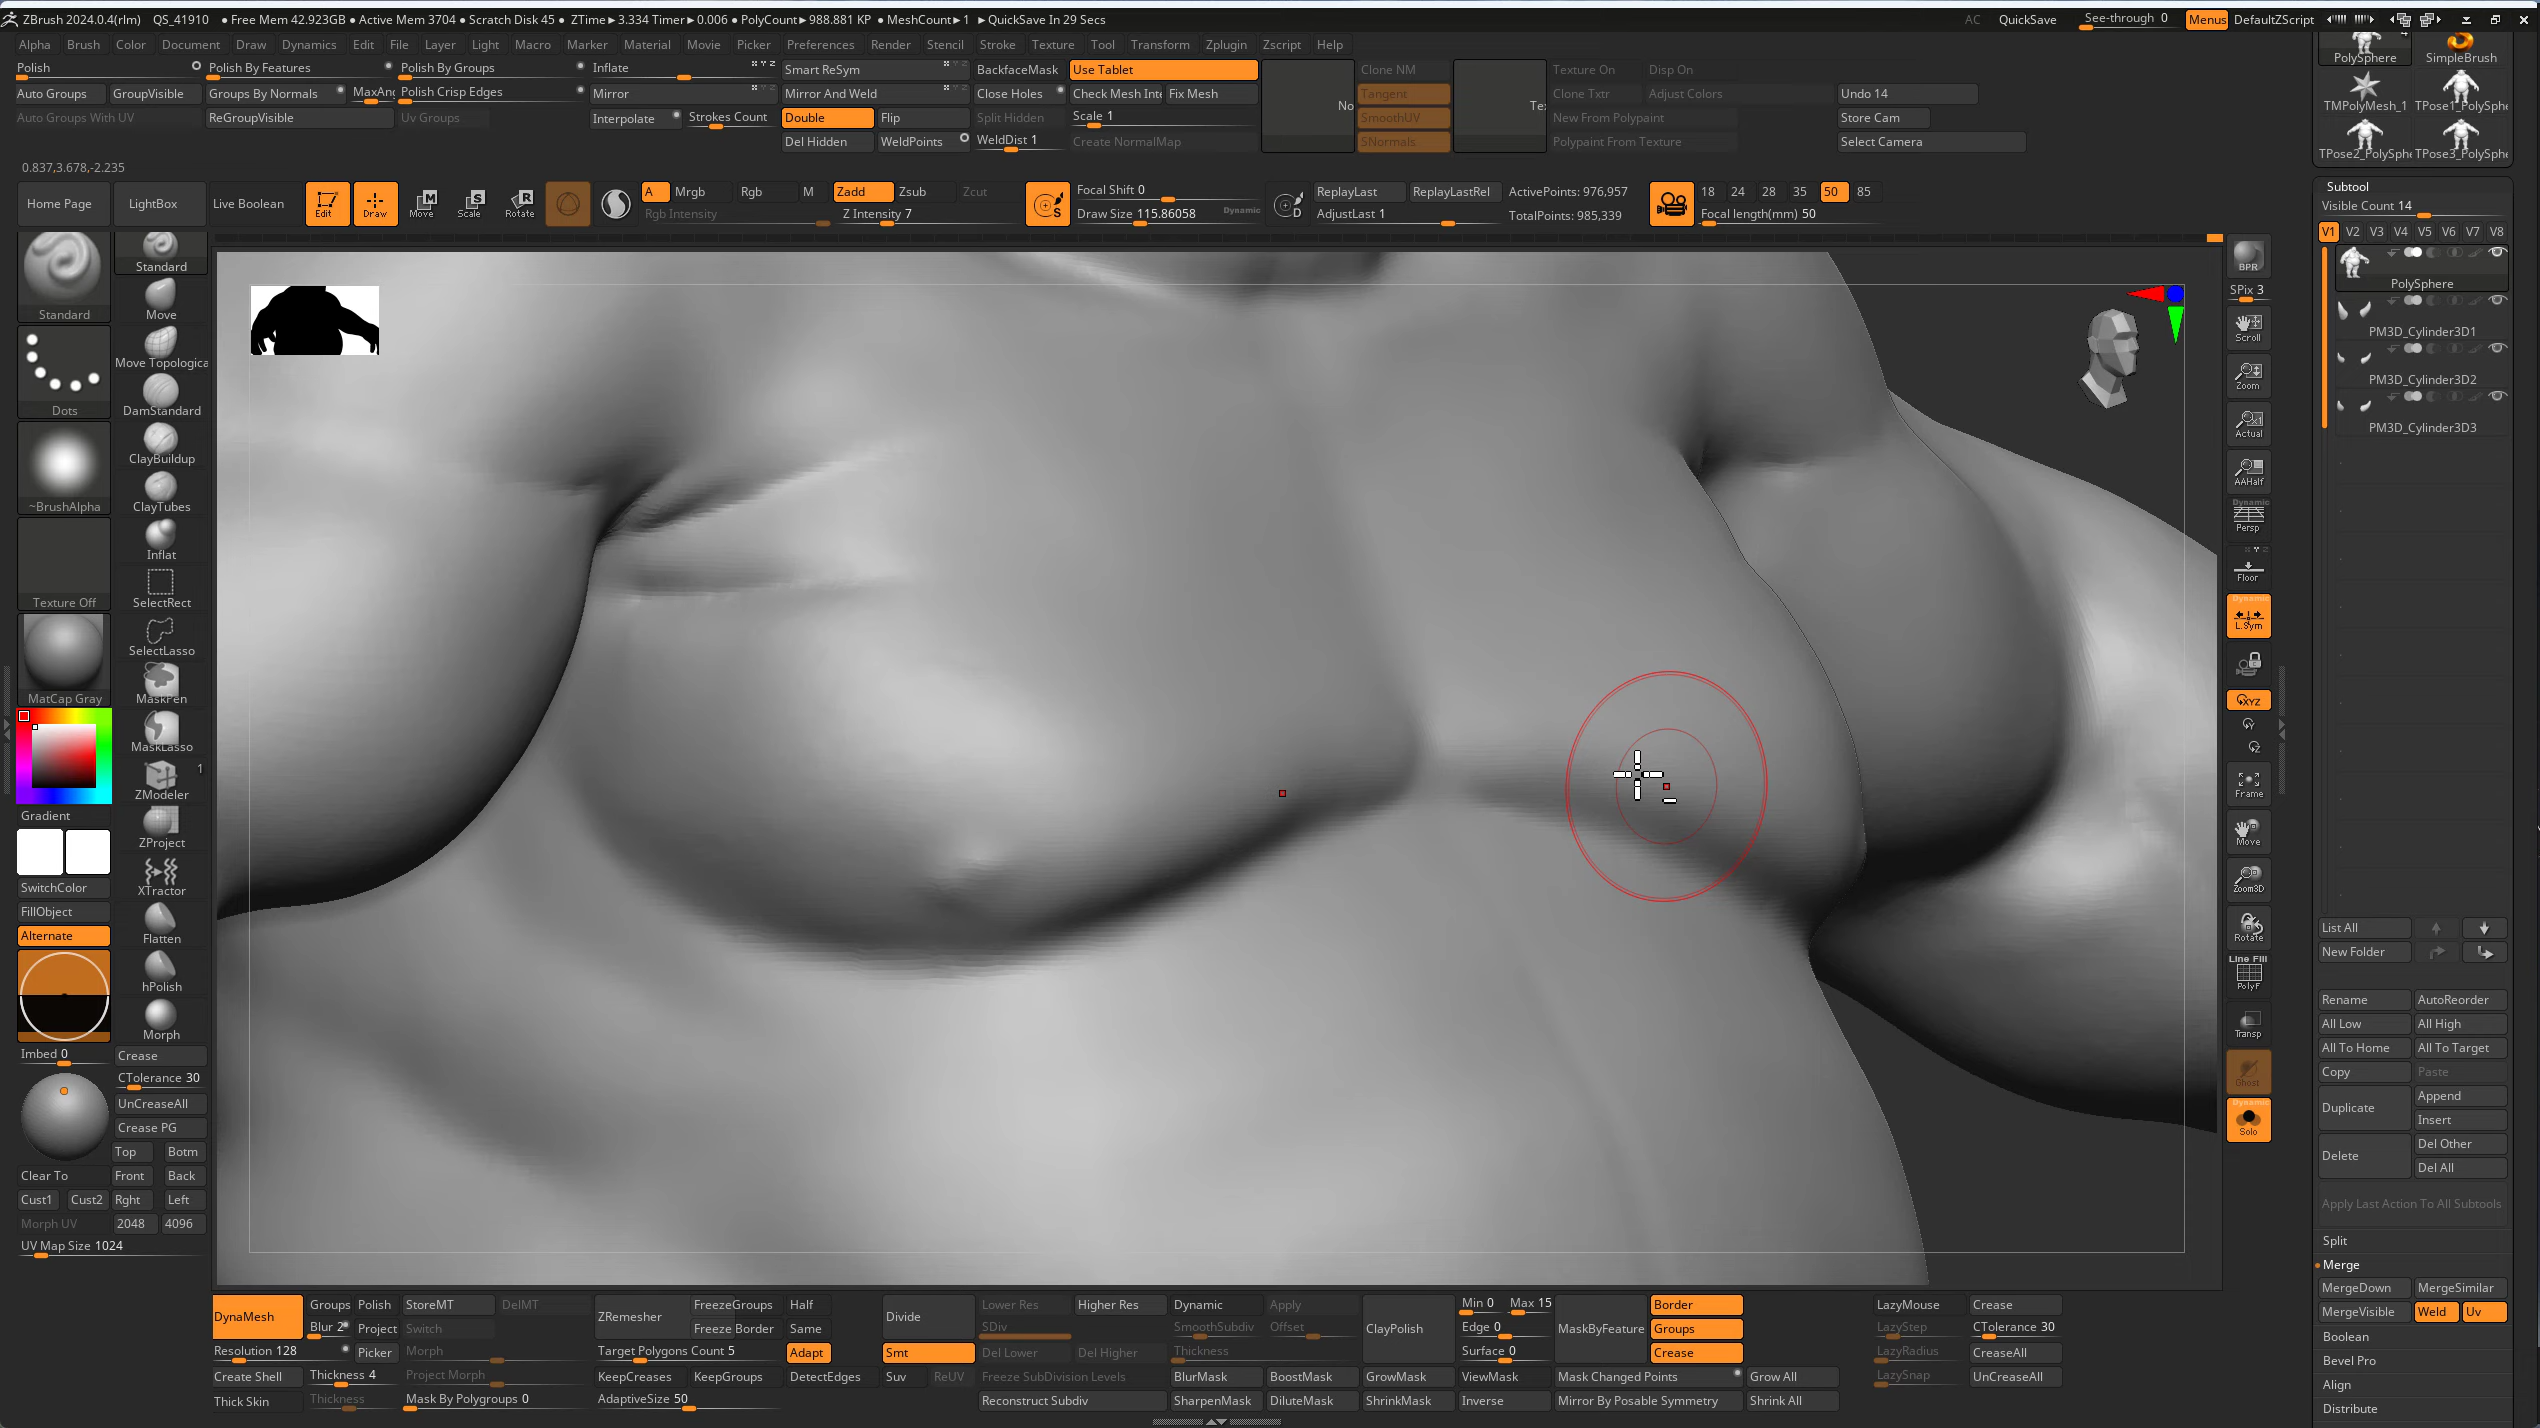 ZBrush 2024.0.4(rlm) QS_41910 ● Free Mem 42.923GB ● Active Mem 3704 ● Scratch Disk 45 ● ZTime►3.334 Timer►0.006 ● PolyCount►988.881 KP ● MeshCount►1 ►QuickSave In 29 Secs AC QuickSave See-through 0 Menus DefaultZScript
Alpha Brush Color Document Draw Dynamics Edit File Layer Light Macro Marker Material Movie Picker Preferences Render Stencil Stroke Texture Tool Transform Zplugin Zscript Help
Polish Polish By Features Polish By Groups Inflate Smart ReSym BackfaceMask Use Tablet Clone NM Texture On Disp On
Auto Groups GroupVisible Groups By Normals MaxAn Polish Crisp Edges Mirror Mirror And Weld Close Holes Check Mesh Inte Fix Mesh Tangent Clone Txtr Adjust Colors Undo 14
Auto Groups With UV ReGroupVisible Uv Groups Interpolate Strokes Count Double Flip Split Hidden Scale 1 No SmoothUV Te New From Polypaint Store Cam
Del Hidden WeldPoints WeldDist 1 Create NormalMap SNormals Polypaint From Texture Select Camera
0.837,3.678,-2.235
Home Page LightBox Live Boolean Edit Draw Move Scale Rotate A Mrgb Rgb M Zadd Zsub Zcut Focal Shift 0 ReplayLast ReplayLastRel ActivePoints: 976,957 18 24 28 35 50 85
Rgb Intensity Z Intensity 7 Draw Size 115.86058 Dynamic AdjustLast 1 TotalPoints: 985,339 Focal length(mm) 50
Standard
Dots
~BrushAlpha
Texture Off
MatCap Gray
Gradient
SwitchColor
FillObject
Alternate
Standard
Move
Move Topologica
DamStandard
ClayBuildup
ClayTubes
Inflat
SelectRect
SelectLasso
MaskPen
MaskLasso
1
ZModeler
ZProject
XTractor
Flatten
hPolish
Morph
Imbed 0 Crease
CTolerance 30
UnCreaseAll
Crease PG
Top Botm
Clear To Front Back
Cust1 Cust2 Rght Left
Morph UV 2048 4096
UV Map Size 1024
BPR
SPix 3
Scroll
Zoom
Actual
AAHalf
Dynamic
Persp
Floor
Dynamic
L.Sym
XYZ
Frame
Move
Zoom3D
Rotate
Line Fill
PolyF
Transp
Ghost
Dynamic
Solo
4
PolySphere SimpleBrush
TMPolyMesh_1 TPose1_PolySphe
TPose2_PolySphe TPose3_PolySphe
Subtool
Visible Count 14
V1 V2 V3 V4 V5 V6 V7 V8
PolySphere
PM3D_Cylinder3D1
PM3D_Cylinder3D2
PM3D_Cylinder3D3
List All
New Folder
Rename AutoReorder
All Low All High
All To Home All To Target
Copy Paste
Duplicate Append
Insert
Delete Del Other
Del All
Apply Last Action To All Subtools
Split
Merge
MergeDown MergeSimilar
MergeVisible Weld Uv
Boolean
Bevel Pro
Align
Distribute
DynaMesh Groups Polish StoreMT DelMT ZRemesher FreezeGroups Half Divide Lower Res Higher Res Dynamic Apply ClayPolish Min 0 Max 15 MaskByFeature Border LazyMouse Crease
Blur 2 Project Switch Freeze Border Same SDiv SmoothSubdiv Offset Edge 0 Groups LazyStep CTolerance 30
Resolution 128 Picker Morph Target Polygons Count 5 Adapt Smt Del Lower Del Higher Thickness Surface 0 Crease LazyRadius CreaseAll
Create Shell Thickness 4 Project Morph KeepCreases KeepGroups DetectEdges Suv ReUV Freeze SubDivision Levels BlurMask BoostMask GrowMask ViewMask Mask Changed Points Grow All LazySnap UnCreaseAll
Thick Skin Thickness Mask By Polygroups 0 AdaptiveSize 50 Reconstruct Subdiv SharpenMask DiluteMask ShrinkMask Inverse Mirror By Posable Symmetry Shrink All